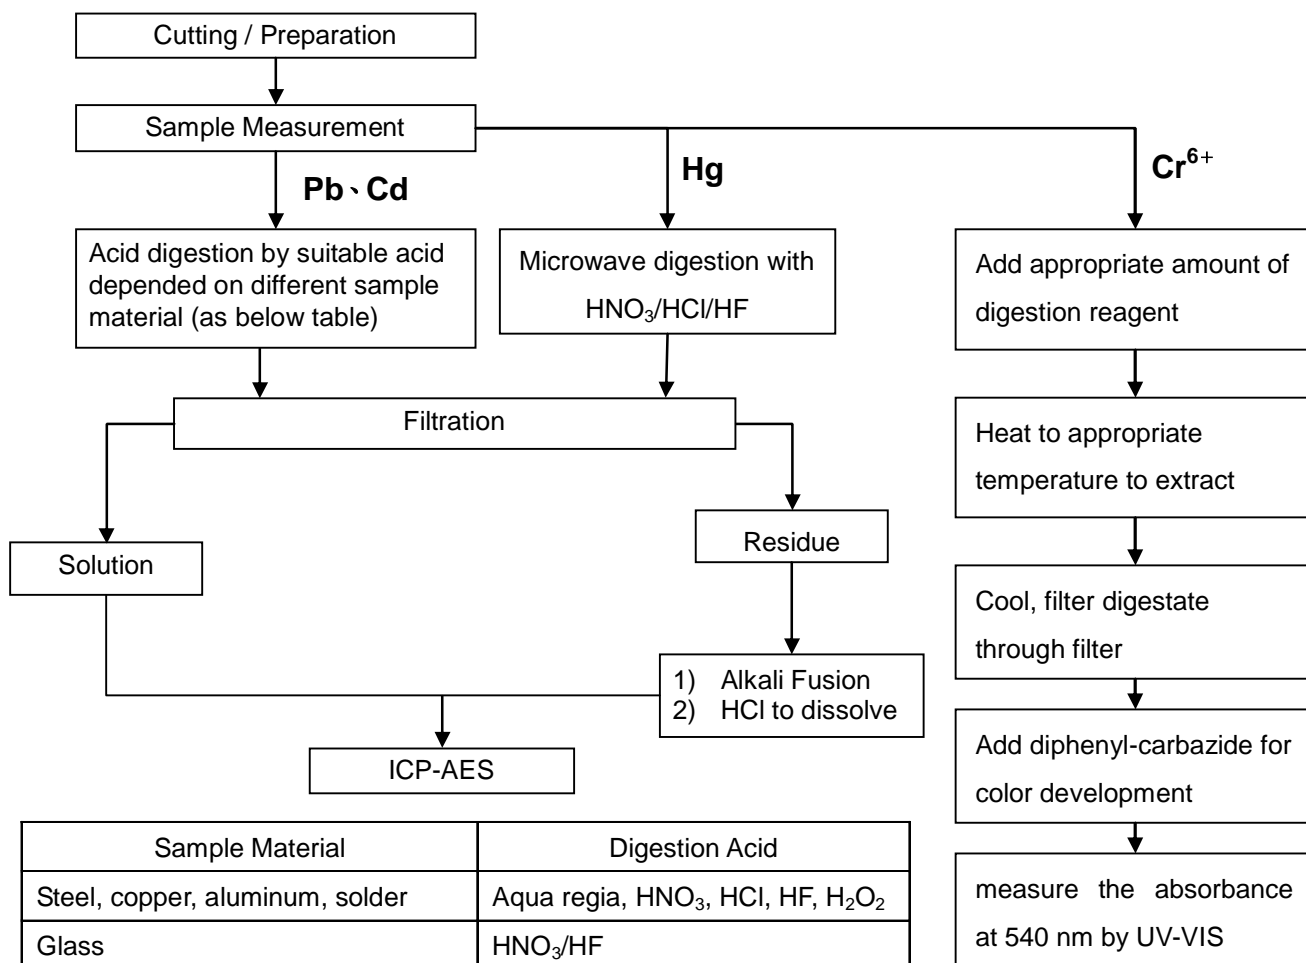 Cutting / Preparation
Sample Measurement
Pb、Cd
Hg
Cr⁶⁺
Acid digestion by suitable acid
depended on different sample
material (as below table)
Microwave digestion with
HNO₃/HCl/HF
Add appropriate amount of
digestion reagent
Filtration
Heat to appropriate
temperature to extract
Solution
Residue
Cool, filter digestate
through filter
1) Alkali Fusion
2) HCl to dissolve
ICP-AES
Add diphenyl-carbazide for
color development
measure the absorbance
at 540 nm by UV-VIS
Sample Material Digestion Acid
Steel, copper, aluminum, solder Aqua regia, HNO₃, HCl, HF, H₂O₂
Glass HNO₃/HF